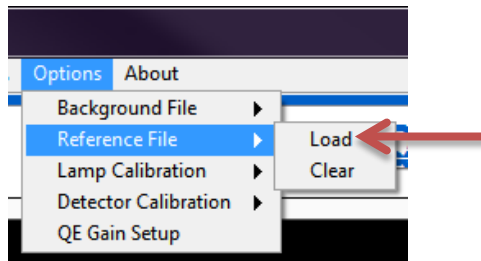 Options About
Background File
Reference File Load
Lamp Calibration Clear
Detector Calibration
QE Gain Setup